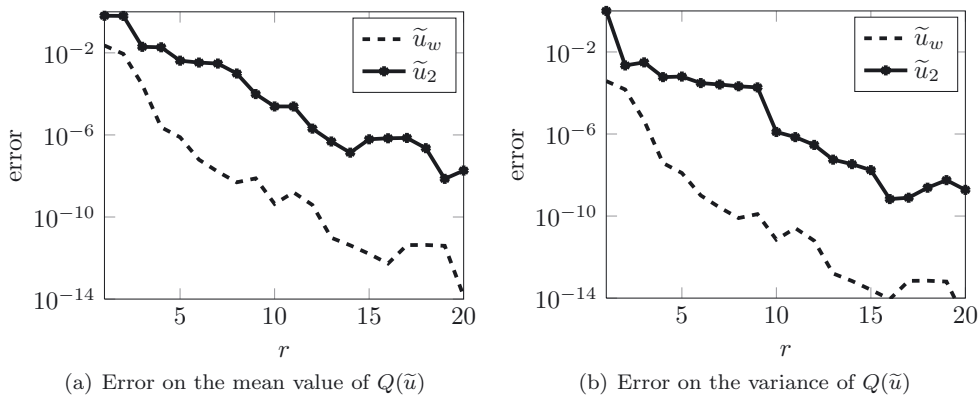 10⁻²
10⁻⁶
10⁻¹⁰
10⁻¹⁴
error
5
10
15
20
r
ũ_w
ũ₂
(a) Error on the mean value of Q(ũ)
10⁻²
10⁻⁶
10⁻¹⁰
10⁻¹⁴
error
5
10
15
20
r
ũ_w
ũ₂
(b) Error on the variance of Q(ũ)